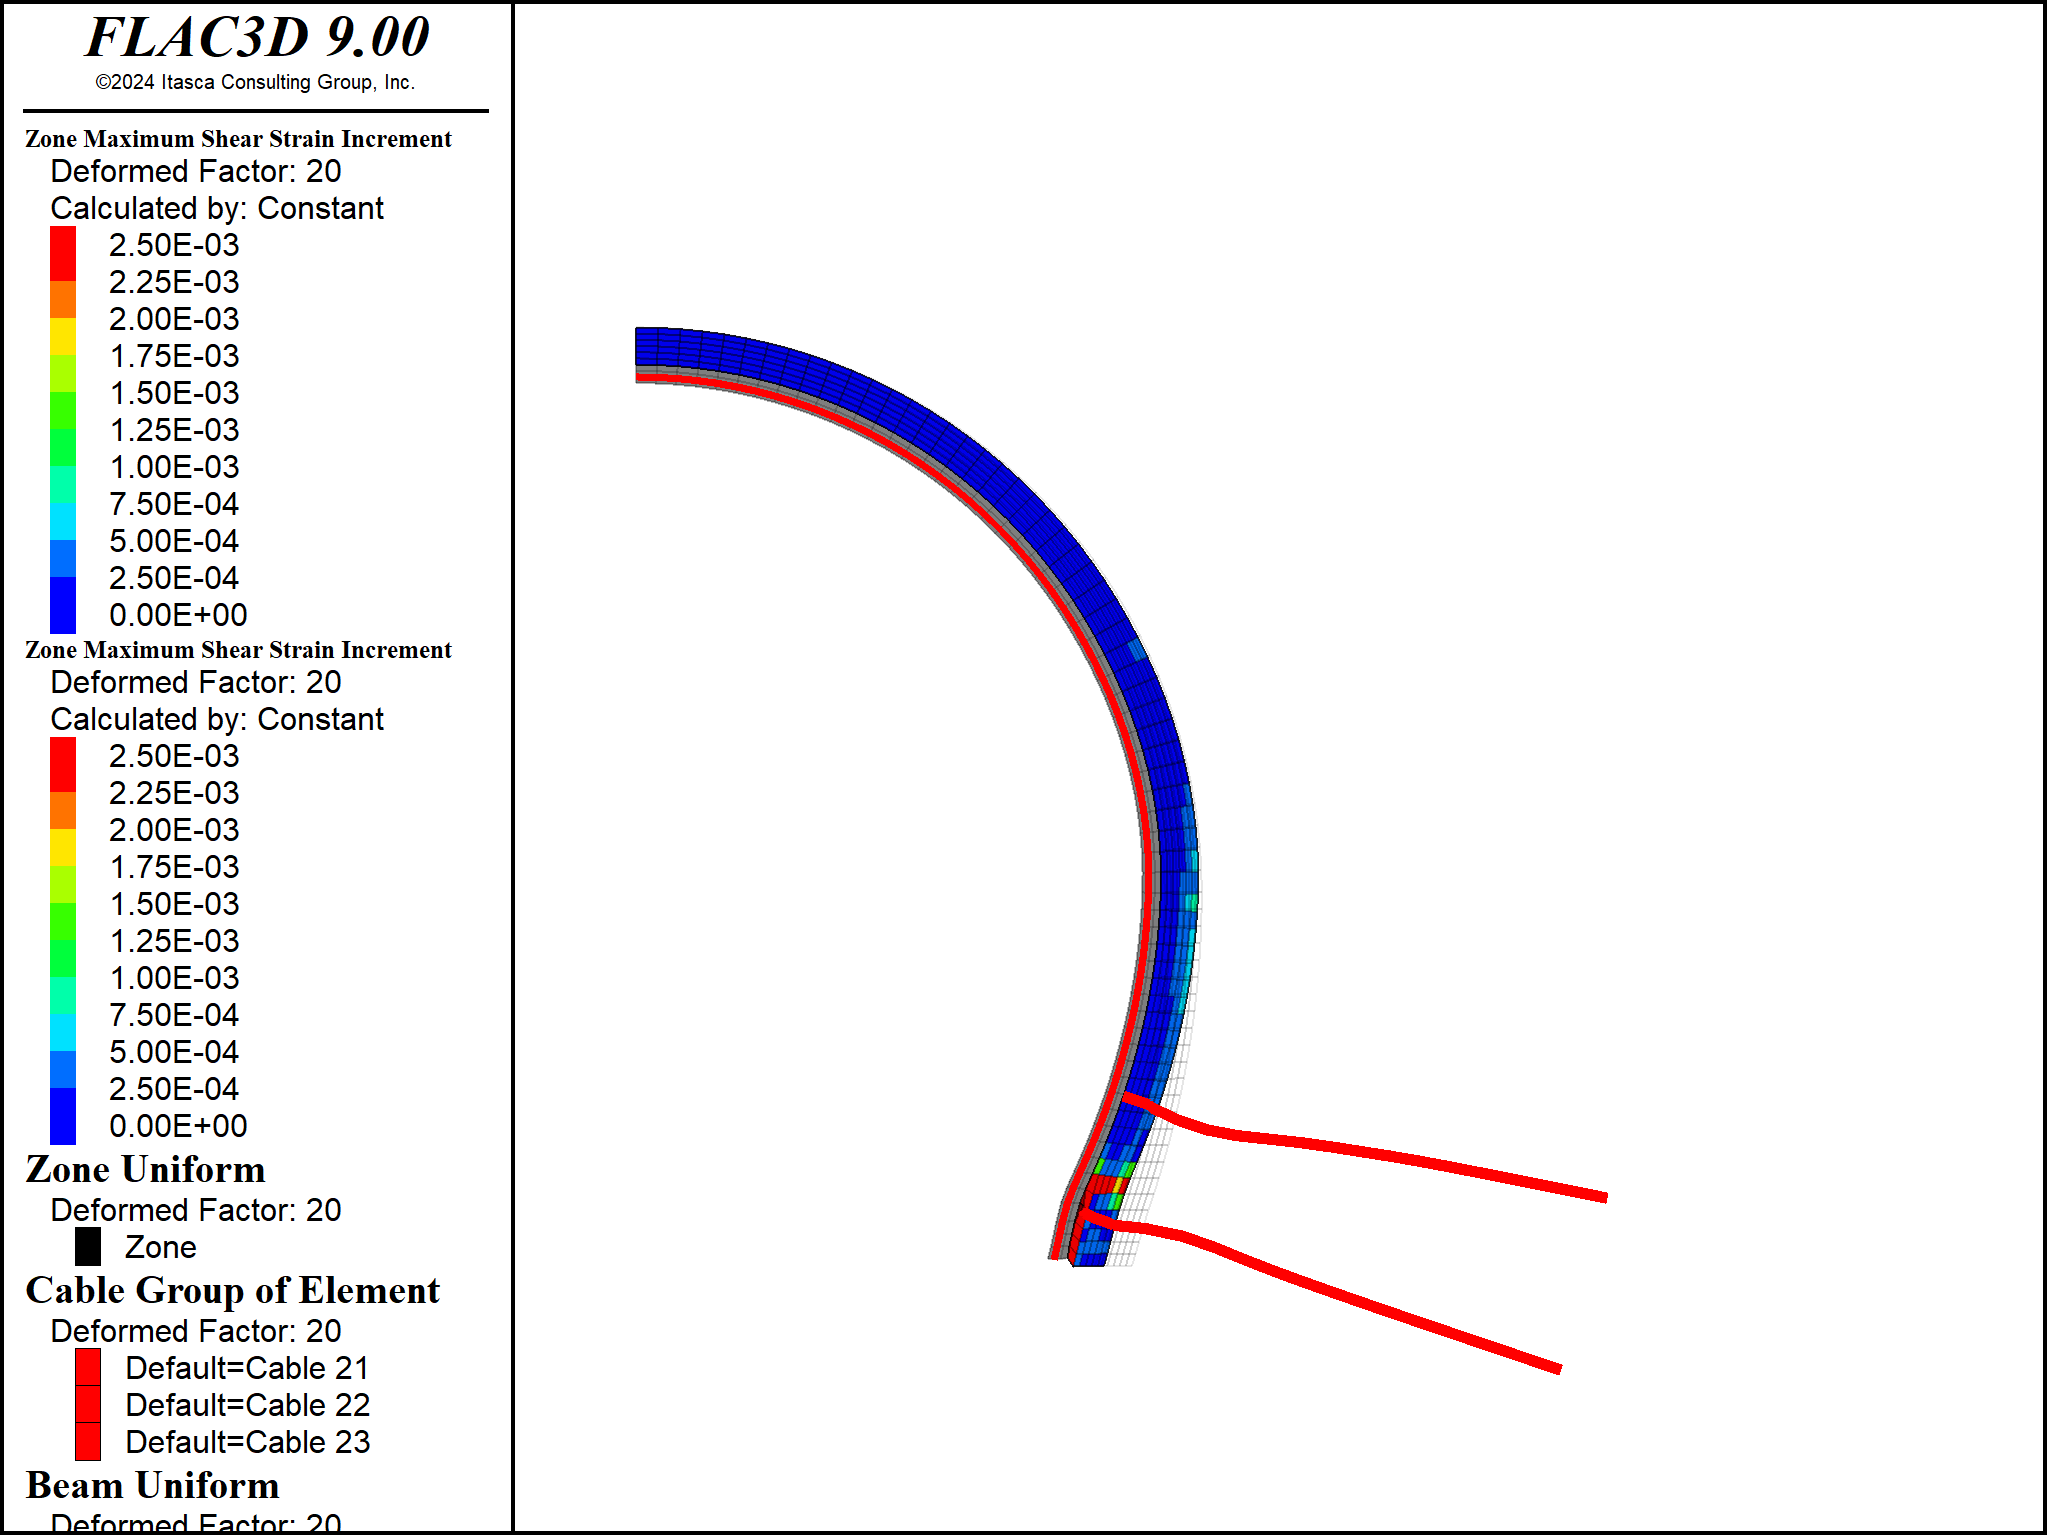 FLAC3D 9.00
©2024 Itasca Consulting Group, Inc.
Zone Maximum Shear Strain Increment
Deformed Factor: 20
Calculated by: Constant
2.50E-03
2.25E-03
2.00E-03
1.75E-03
1.50E-03
1.25E-03
1.00E-03
7.50E-04
5.00E-04
2.50E-04
0.00E+00
Zone Maximum Shear Strain Increment
Deformed Factor: 20
Calculated by: Constant
2.50E-03
2.25E-03
2.00E-03
1.75E-03
1.50E-03
1.25E-03
1.00E-03
7.50E-04
5.00E-04
2.50E-04
0.00E+00
Zone Uniform
Deformed Factor: 20
Zone
Cable Group of Element
Deformed Factor: 20
Default=Cable 21
Default=Cable 22
Default=Cable 23
Beam Uniform
Deformed Factor: 20